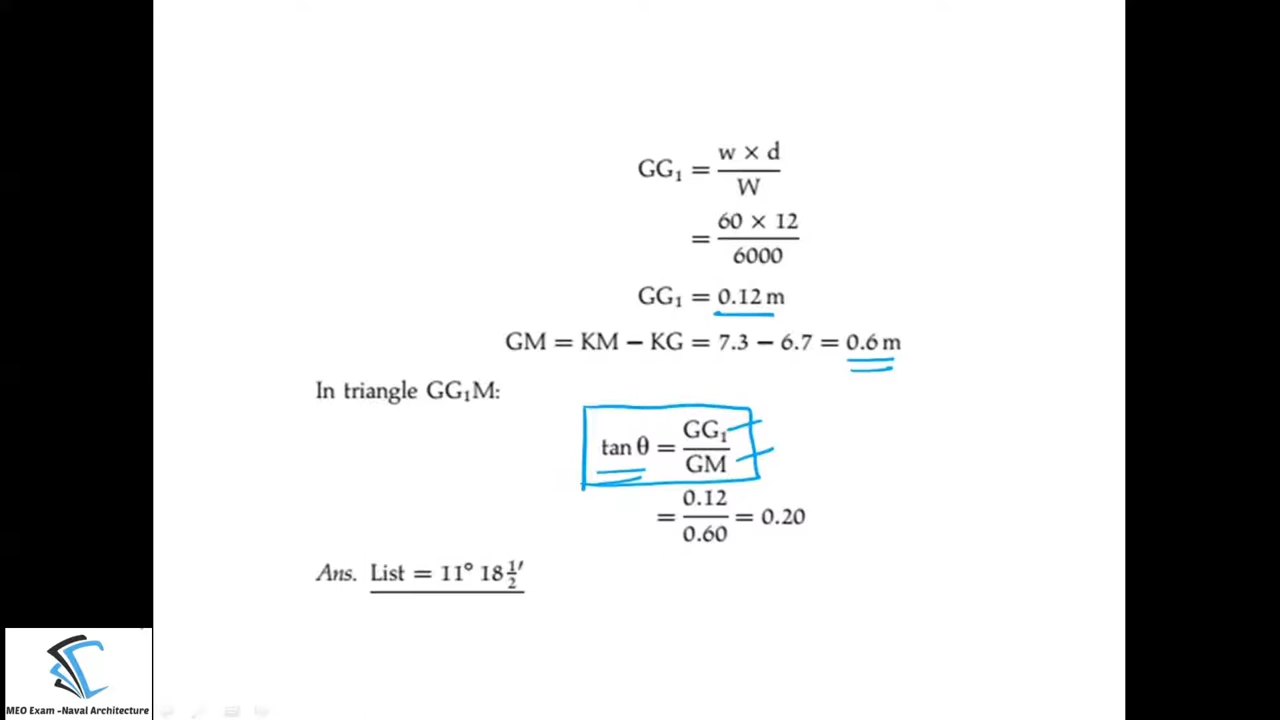 GG₁ = w × d / W
= 60 × 12 / 6000
GG₁ = 0.12 m
GM = KM − KG = 7.3 − 6.7 = 0.6 m
In triangle GG₁M:
tan θ = GG₁ / GM
= 0.12 / 0.60 = 0.20
Ans. List = 11° 18½′
MEO Exam -Naval Architecture